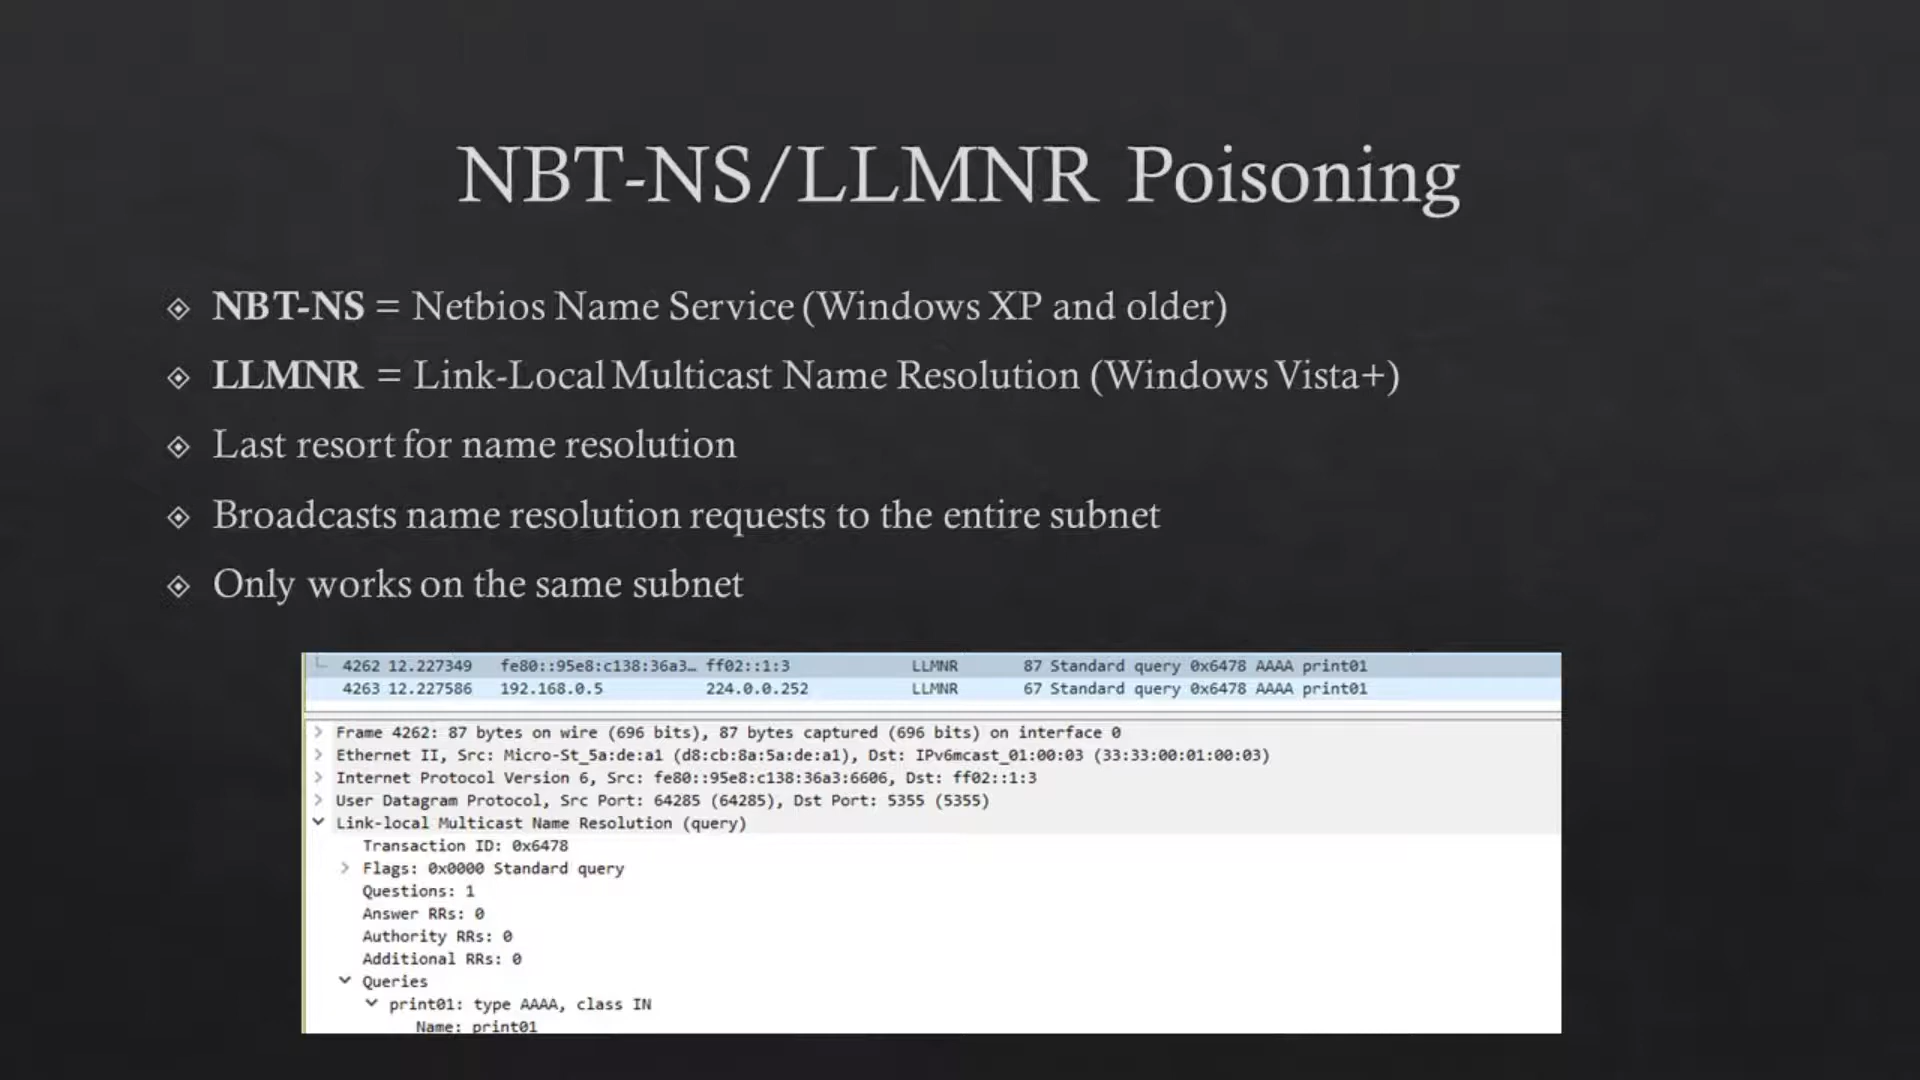 NBT-NS/LLMNR Poisoning
NBT-NS = Netbios Name Service (Windows XP and older)
LLMNR = Link-Local Multicast Name Resolution (Windows Vista+)
Last resort for name resolution
Broadcasts name resolution requests to the entire subnet
Only works on the same subnet
4262 12.227349 fe80::95e8:c138:36a3… ff02::1:3 LLMNR 87 Standard query 0x6478 AAAA print01
4263 12.227586 192.168.0.5 224.0.0.252 LLMNR 67 Standard query 0x6478 AAAA print01
Frame 4262: 87 bytes on wire (696 bits), 87 bytes captured (696 bits) on interface 0
Ethernet II, Src: Micro-St_5a:de:a1 (d8:cb:8a:5a:de:a1), Dst: IPv6mcast_01:00:03 (33:33:00:01:00:03)
Internet Protocol Version 6, Src: fe80::95e8:c138:36a3:6606, Dst: ff02::1:3
User Datagram Protocol, Src Port: 64285 (64285), Dst Port: 5355 (5355)
Link-local Multicast Name Resolution (query)
Transaction ID: 0x6478
Flags: 0x0000 Standard query
Questions: 1
Answer RRs: 0
Authority RRs: 0
Additional RRs: 0
Queries
print01: type AAAA, class IN
Name: print01